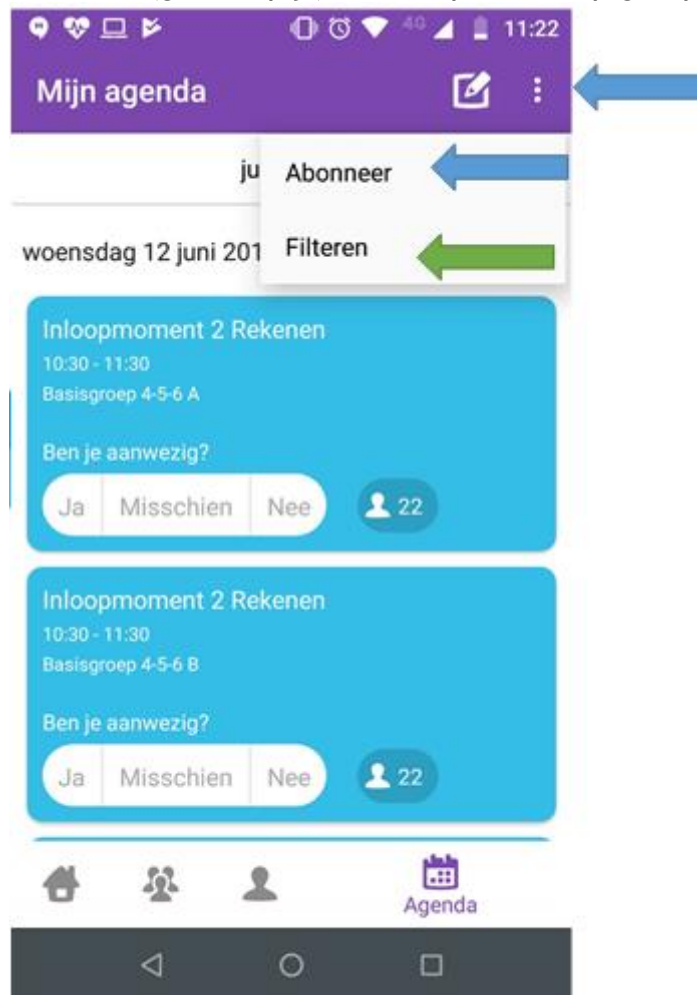 4G 11:22
Mijn agenda
ju
Abonneer
woensdag 12 juni 201
Filteren
Inloopmoment 2 Rekenen
10:30 - 11:30
Basisgroep 4-5-6 A
Ben je aanwezig?
Ja Misschien Nee 22
Inloopmoment 2 Rekenen
10:30 - 11:30
Basisgroep 4-5-6 B
Ben je aanwezig?
Ja Misschien Nee 22
Agenda